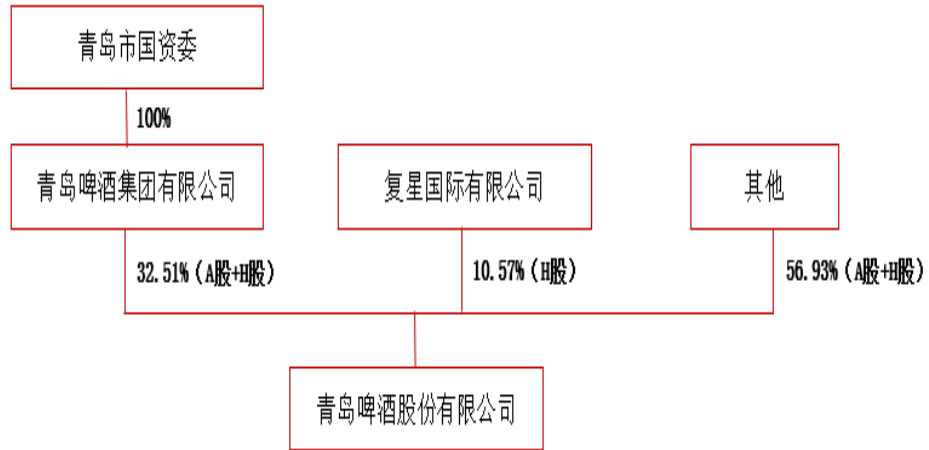 青岛市国资委
100%
青岛啤酒集团有限公司
复星国际有限公司
其他
32.51%（A股+H股）
10.57%（H股）
56.93%（A股+H股）
青岛啤酒股份有限公司